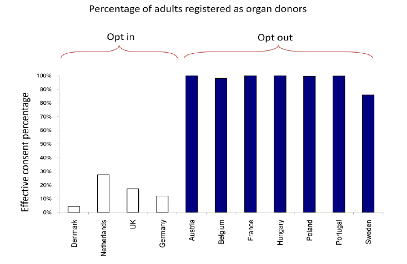 Percentage of adults registered as organ donors
Opt in
Opt out
Effective consent percentage
100%
90%
80%
70%
60%
50%
40%
30%
20%
10%
0%
Denmark
Netherlands
UK
Germany
Austria
Belgium
France
Hungary
Poland
Portugal
Sweden